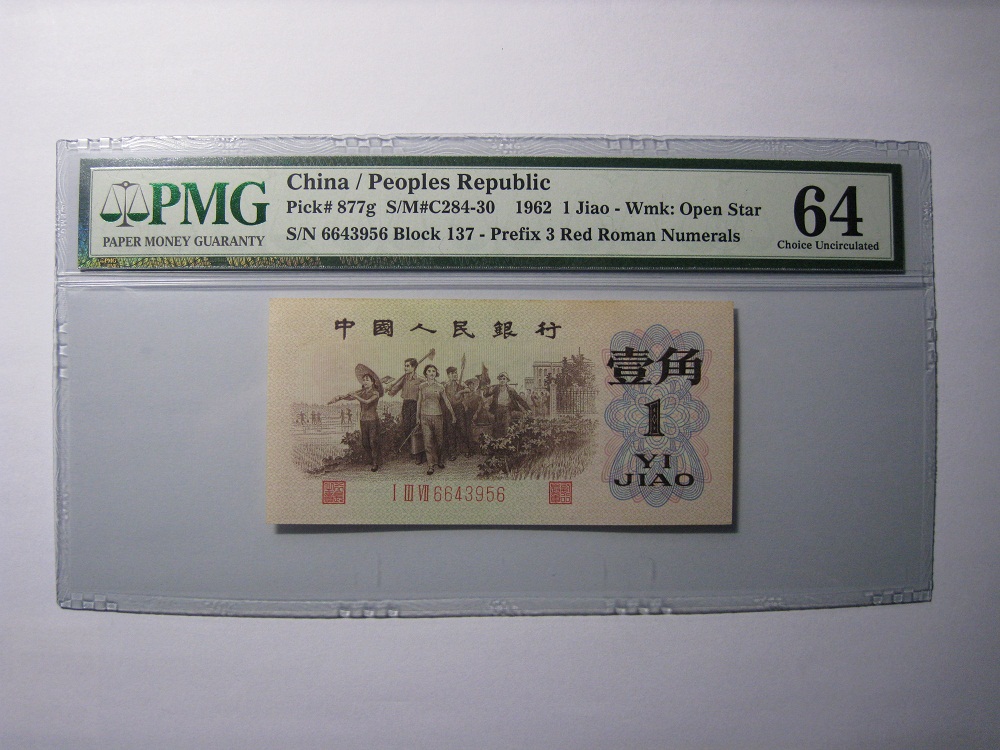 PMG
PAPER MONEY GUARANTY
China / Peoples Republic
Pick# 877g S/M#C284-30 1962 1 Jiao - Wmk: Open Star
S/N 6643956 Block 137 - Prefix 3 Red Roman Numerals
64
Choice Uncirculated
中國人民銀行
壹角
1
YI
JIAO
I III VII 6643956